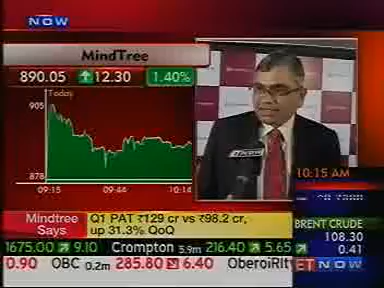 NOW
MindTree
890.05 12.30 1.40%
Today
905
878
09:15 09:44 10:14
10:15 AM
Mindtree
Says
Q1 PAT ₹129 cr vs ₹98.2 cr,
up 31.3% QoQ
BRENT CRUDE
108.30
0.41
1675.00 9.10 Crompton 5.9m 216.40 5.65
0.90 OBC 0.2m 285.80 6.40 OberoiRlt
ET NOW